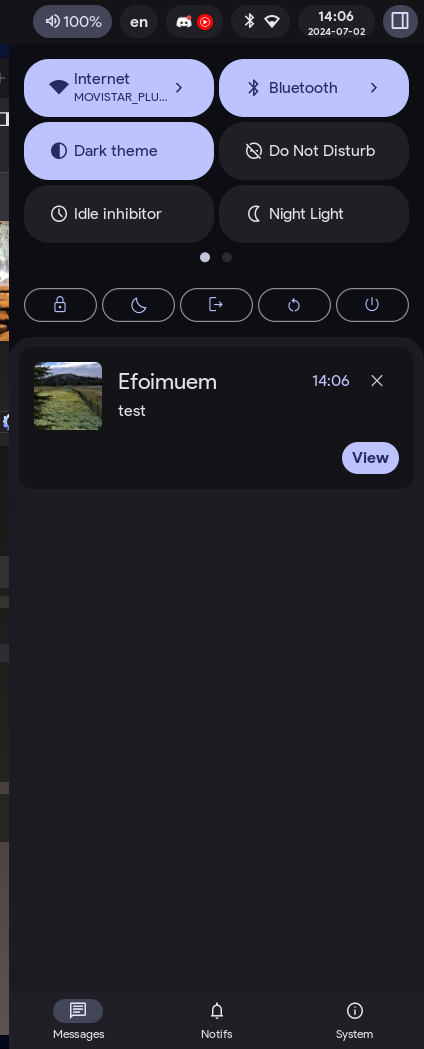 100%
en
14:06
2024-07-02
Internet
MOVISTAR_PLU...
Bluetooth
Dark theme
Do Not Disturb
Idle inhibitor
Night Light
Efoimuem
14:06
test
View
Messages
Notifs
System